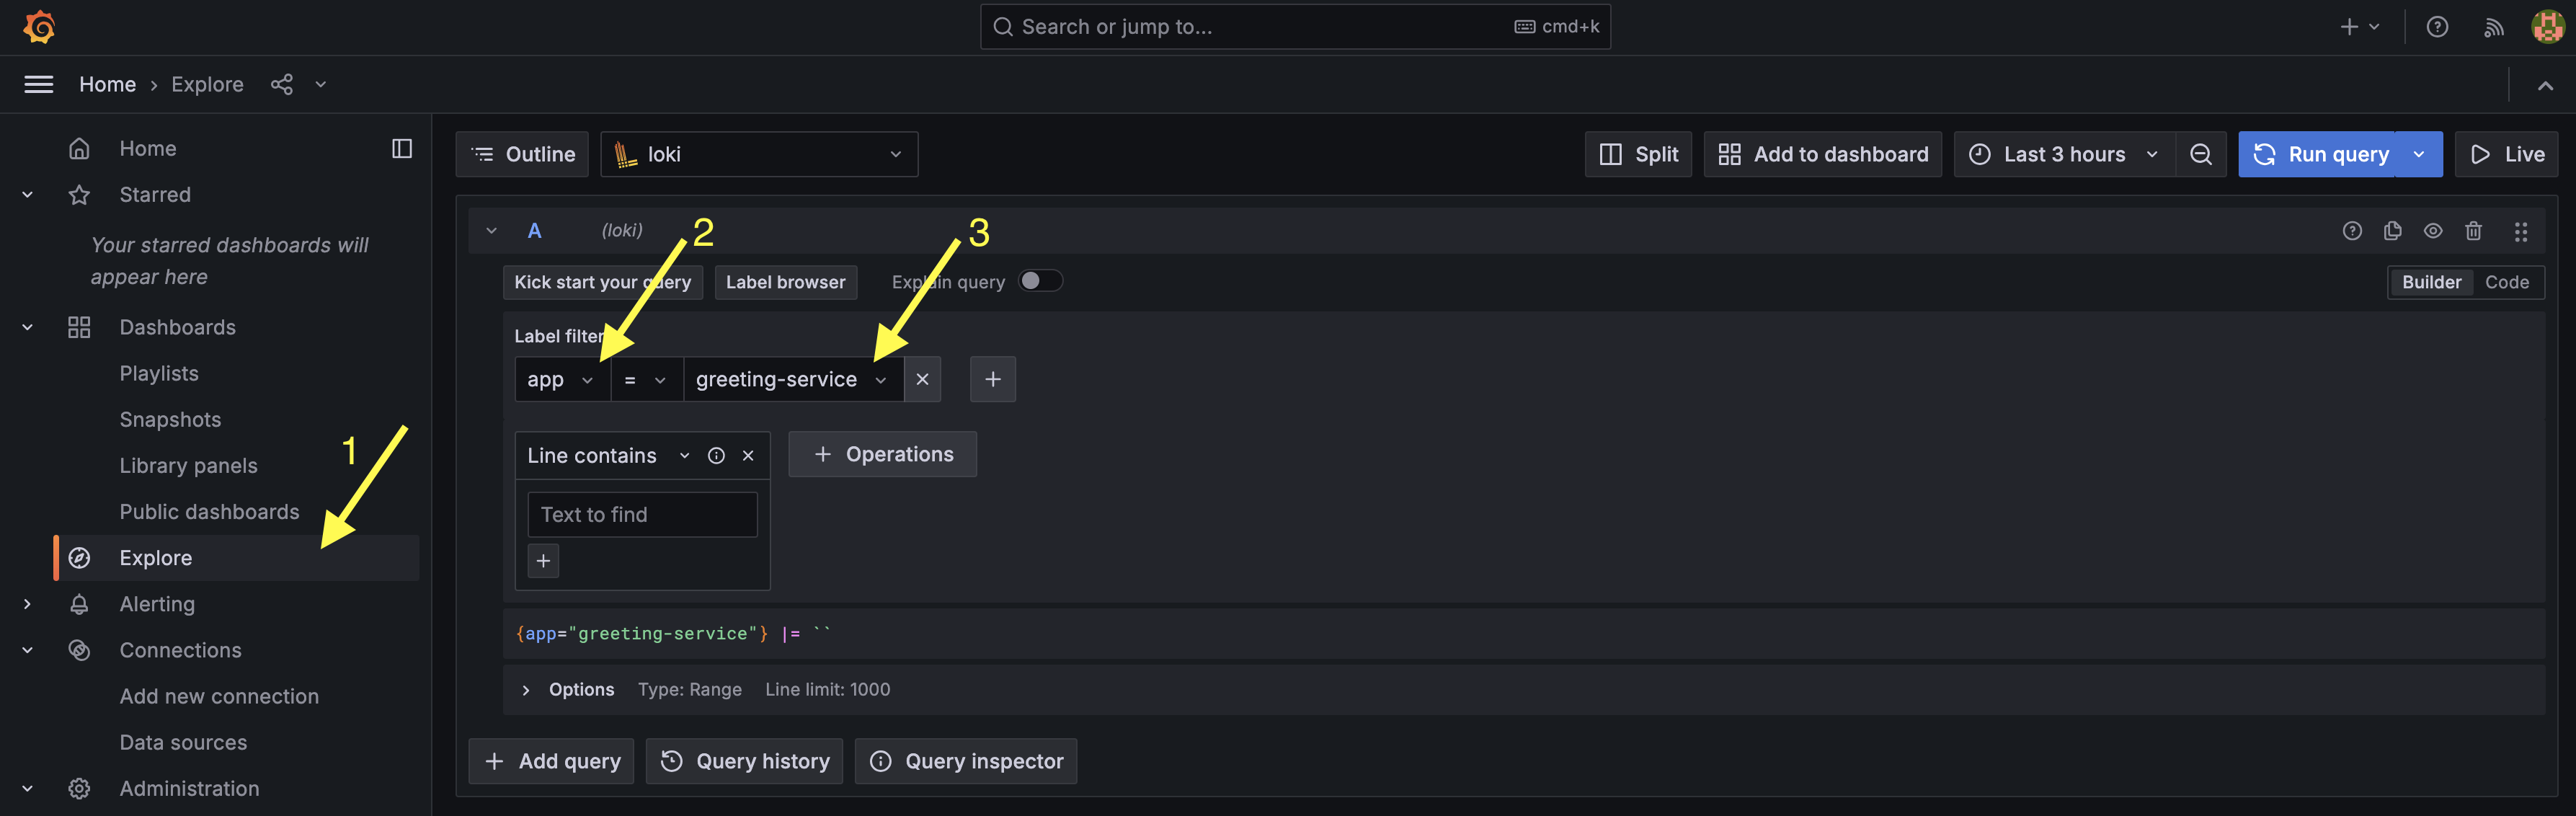 Search or jump to...
cmd+k
Home
Explore
Home
Starred
Your starred dashboards will
appear here
Dashboards
Playlists
Snapshots
Library panels
Public dashboards
1
Explore
Alerting
Connections
Add new connection
Data sources
Administration
Outline
loki
Split
Add to dashboard
Last 3 hours
Run query
Live
A
(loki)
2
3
Kick start your query
Label browser
Explain query
Builder
Code
Label filter
app
=
greeting-service
Line contains
Operations
Text to find
{app="greeting-service"} |= ``
Options
Type: Range
Line limit: 1000
Add query
Query history
Query inspector